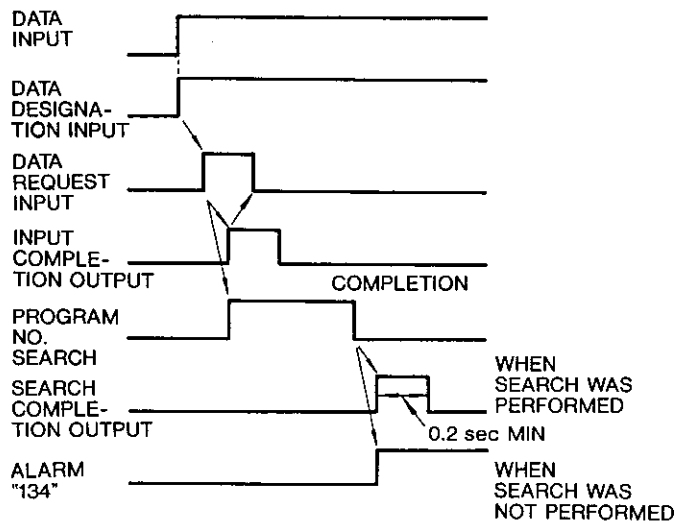 DATA
INPUT
DATA
DESIGNA-
TION INPUT
DATA
REQUEST
INPUT
INPUT
COMPLE-
TION OUTPUT
COMPLETION
PROGRAM
NO.
SEARCH
WHEN
SEARCH WAS
PERFORMED
SEARCH
COMPLE-
TION OUTPUT
0.2 sec MIN
ALARM
"134"
WHEN
SEARCH WAS
NOT PERFORMED